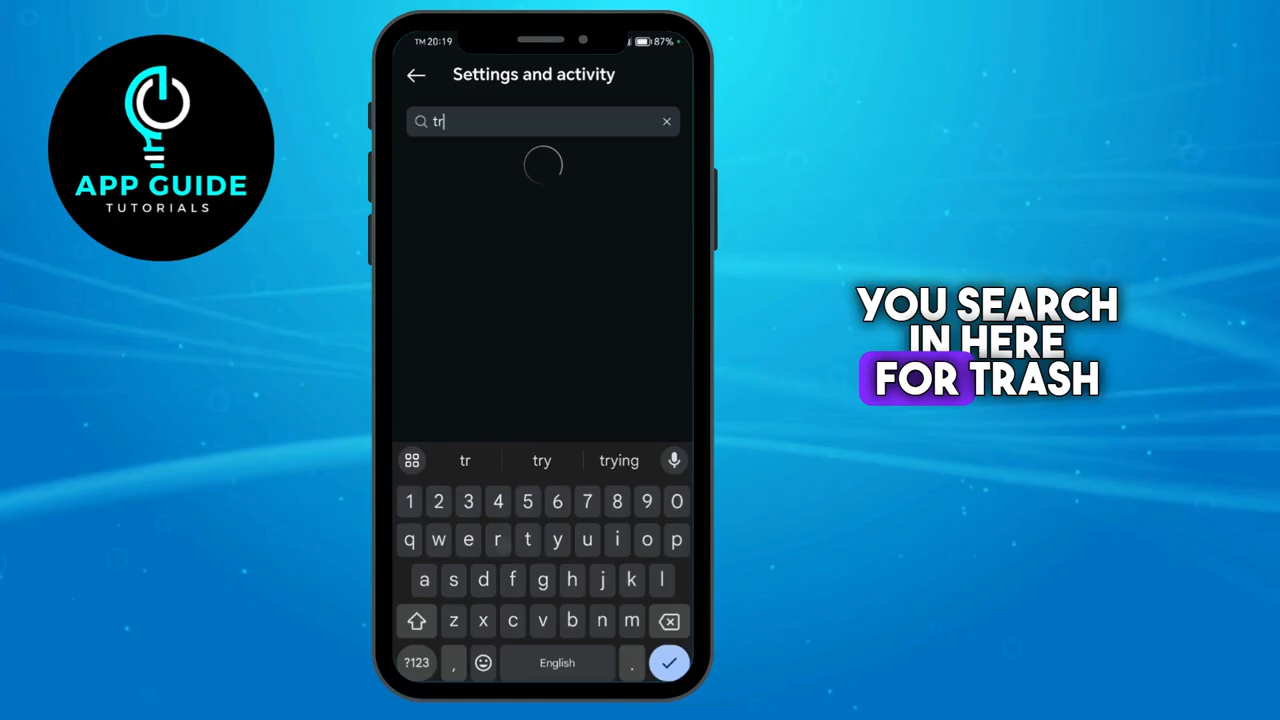 APP GUIDE
TUTORIALS
TM 20:19
87%
Settings and activity
tr
tr try trying
1 2 3 4 5 6 7 8 9 0
q w e r t y u i o p
a s d f g h j k l
z x c v b n m
?123 , English .
YOU SEARCH
IN HERE
FOR TRASH